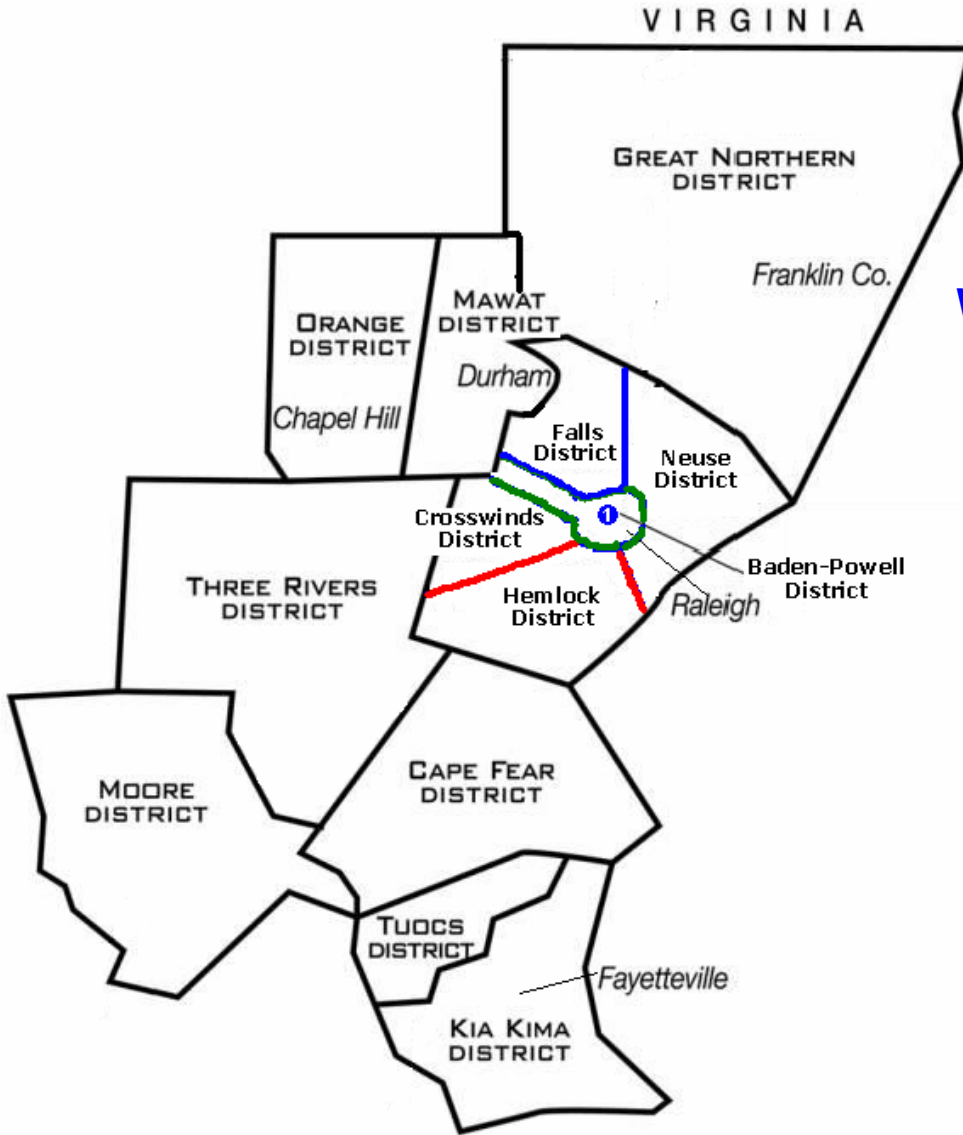 VIRGINIA
GREAT NORTHERN
DISTRICT
Franklin Co.
MAWAT
DISTRICT
ORANGE
DISTRICT
Durham
Chapel Hill
Falls
District
Neuse
District
Crosswinds
District
1
Baden-Powell
District
THREE RIVERS
DISTRICT
Hemlock
District
Raleigh
CAPE FEAR
DISTRICT
MOORE
DISTRICT
TUOCS
DISTRICT
Fayetteville
KIA KIMA
DISTRICT